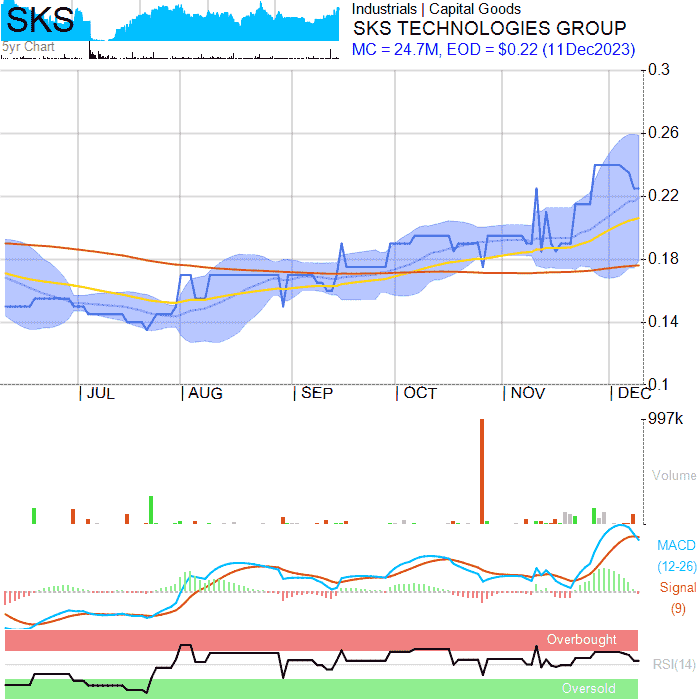 SKS
5yr Chart
Industrials | Capital Goods
SKS TECHNOLOGIES GROUP
MC = 24.7M, EOD = $0.22 (11Dec2023)
0.3
0.26
0.22
0.18
0.14
0.1
JUL AUG SEP OCT NOV DEC
997k
Volume
MACD
(12-26)
Signal
(9)
Overbought
RSI(14)
Oversold